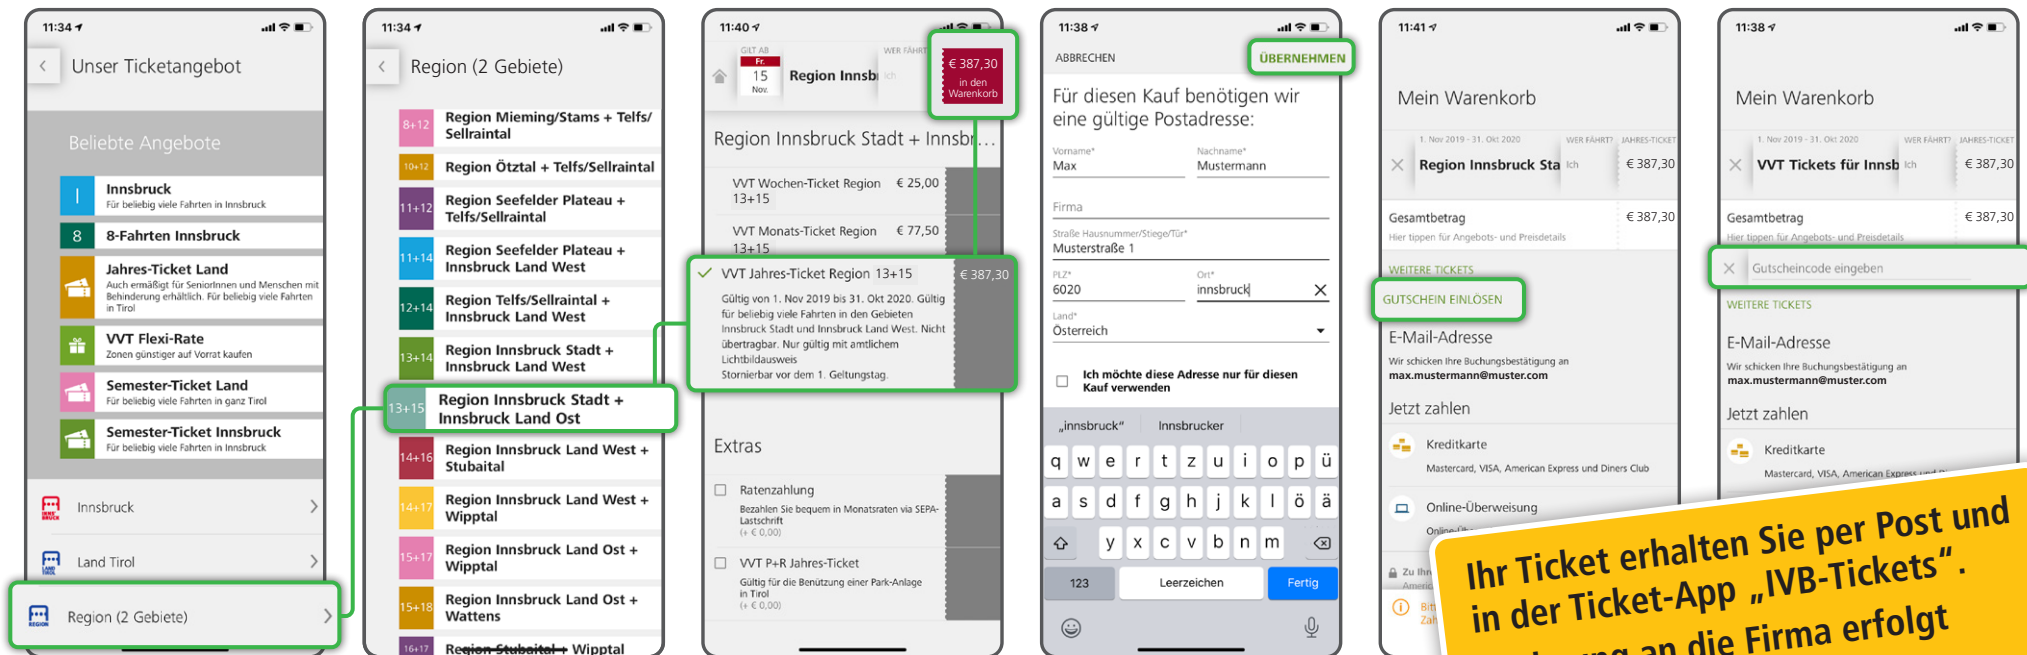 11:34
Unser Ticketangebot
Beliebte Angebote
I
Innsbruck
Für beliebig viele Fahrten in Innsbruck
8
8-Fahrten Innsbruck
Jahres-Ticket Land
Auch ermäßigt für SeniorInnen und Menschen mit
Behinderung erhältlich. Für beliebig viele Fahrten
in Tirol
VVT Flexi-Rate
Zonen günstiger auf Vorrat kaufen
Semester-Ticket Land
Für beliebig viele Fahrten in ganz Tirol
Semester-Ticket Innsbruck
Für beliebig viele Fahrten in Innsbruck
INNS'
BRUCK
Innsbruck
LAND
TIROL
Land Tirol
REGION
Region (2 Gebiete)
11:34
Region (2 Gebiete)
8+12
Region Mieming/Stams + Telfs/
Sellraintal
10+12
Region Ötztal + Telfs/Sellraintal
11+12
Region Seefelder Plateau +
Telfs/Sellraintal
11+14
Region Seefelder Plateau +
Innsbruck Land West
12+14
Region Telfs/Sellraintal +
Innsbruck Land West
13+14
Region Innsbruck Stadt +
Innsbruck Land West
13+15
Region Innsbruck Stadt +
Innsbruck Land Ost
14+16
Region Innsbruck Land West +
Stubaital
14+17
Region Innsbruck Land West +
Wipptal
15+17
Region Innsbruck Land Ost +
Wipptal
15+18
Region Innsbruck Land Ost +
Wattens
16+17
Region Stubaital + Wipptal
11:40
GILT AB
Fr.
15
Nov.
Region Innsbr
WER FÄHRT
Ich
€ 387,30
in den
Warenkorb
Region Innsbruck Stadt + Innsbr...
VVT Wochen-Ticket Region
13+15
€ 25,00
VVT Monats-Ticket Region
13+15
€ 77,50
VVT Jahres-Ticket Region 13+15
€ 387,30
Gültig von 1. Nov 2019 bis 31. Okt 2020. Gültig
für beliebig viele Fahrten in den Gebieten
Innsbruck Stadt und Innsbruck Land West. Nicht
übertragbar. Nur gültig mit amtlichem
Lichtbildausweis
Stornierbar vor dem 1. Geltungstag.
Extras
Ratenzahlung
Bezahlen Sie bequem in Monatsraten via SEPA-
Lastschrift
(+ € 0,00)
VVT P+R Jahres-Ticket
Gültig für die Benützung einer Park-Anlage
in Tirol
(+ € 0,00)
11:38
ABBRECHEN
ÜBERNEHMEN
Für diesen Kauf benötigen wir
eine gültige Postadresse:
Vorname*
Max
Nachname*
Mustermann
Firma
Straße Hausnummer/Stiege/Tür*
Musterstraße 1
PLZ*
6020
Ort*
innsbruck
Land*
Österreich
Ich möchte diese Adresse nur für diesen
Kauf verwenden
„innsbruck“ Innsbrucker
q w e r t z u i o p ü
a s d f g h j k l ö ä
y x c v b n m
123 Leerzeichen Fertig
11:41
Mein Warenkorb
1. Nov 2019 - 31. Okt 2020
WER FÄHRT?
JAHRES-TICKET
Region Innsbruck Sta
Ich
€ 387,30
Gesamtbetrag
€ 387,30
Hier tippen für Angebots- und Preisdetails
WEITERE TICKETS
GUTSCHEIN EINLÖSEN
E-Mail-Adresse
Wir schicken Ihre Buchungsbestätigung an
max.mustermann@muster.com
Jetzt zahlen
Kreditkarte
Mastercard, VISA, American Express und Diners Club
Online-Überweisung
11:38
Mein Warenkorb
1. Nov 2019 - 31. Okt 2020
WER FÄHRT?
JAHRES-TICKET
VVT Tickets für Innsb
Ich
€ 387,30
Gesamtbetrag
€ 387,30
Hier tippen für Angebots- und Preisdetails
Gutscheincode eingeben
WEITERE TICKETS
E-Mail-Adresse
Wir schicken Ihre Buchungsbestätigung an
max.mustermann@muster.com
Jetzt zahlen
Kreditkarte
Mastercard, VISA, American Express und
Ihr Ticket erhalten Sie per Post und
in der Ticket-App „IVB-Tickets“.
an die Firma erfolgt